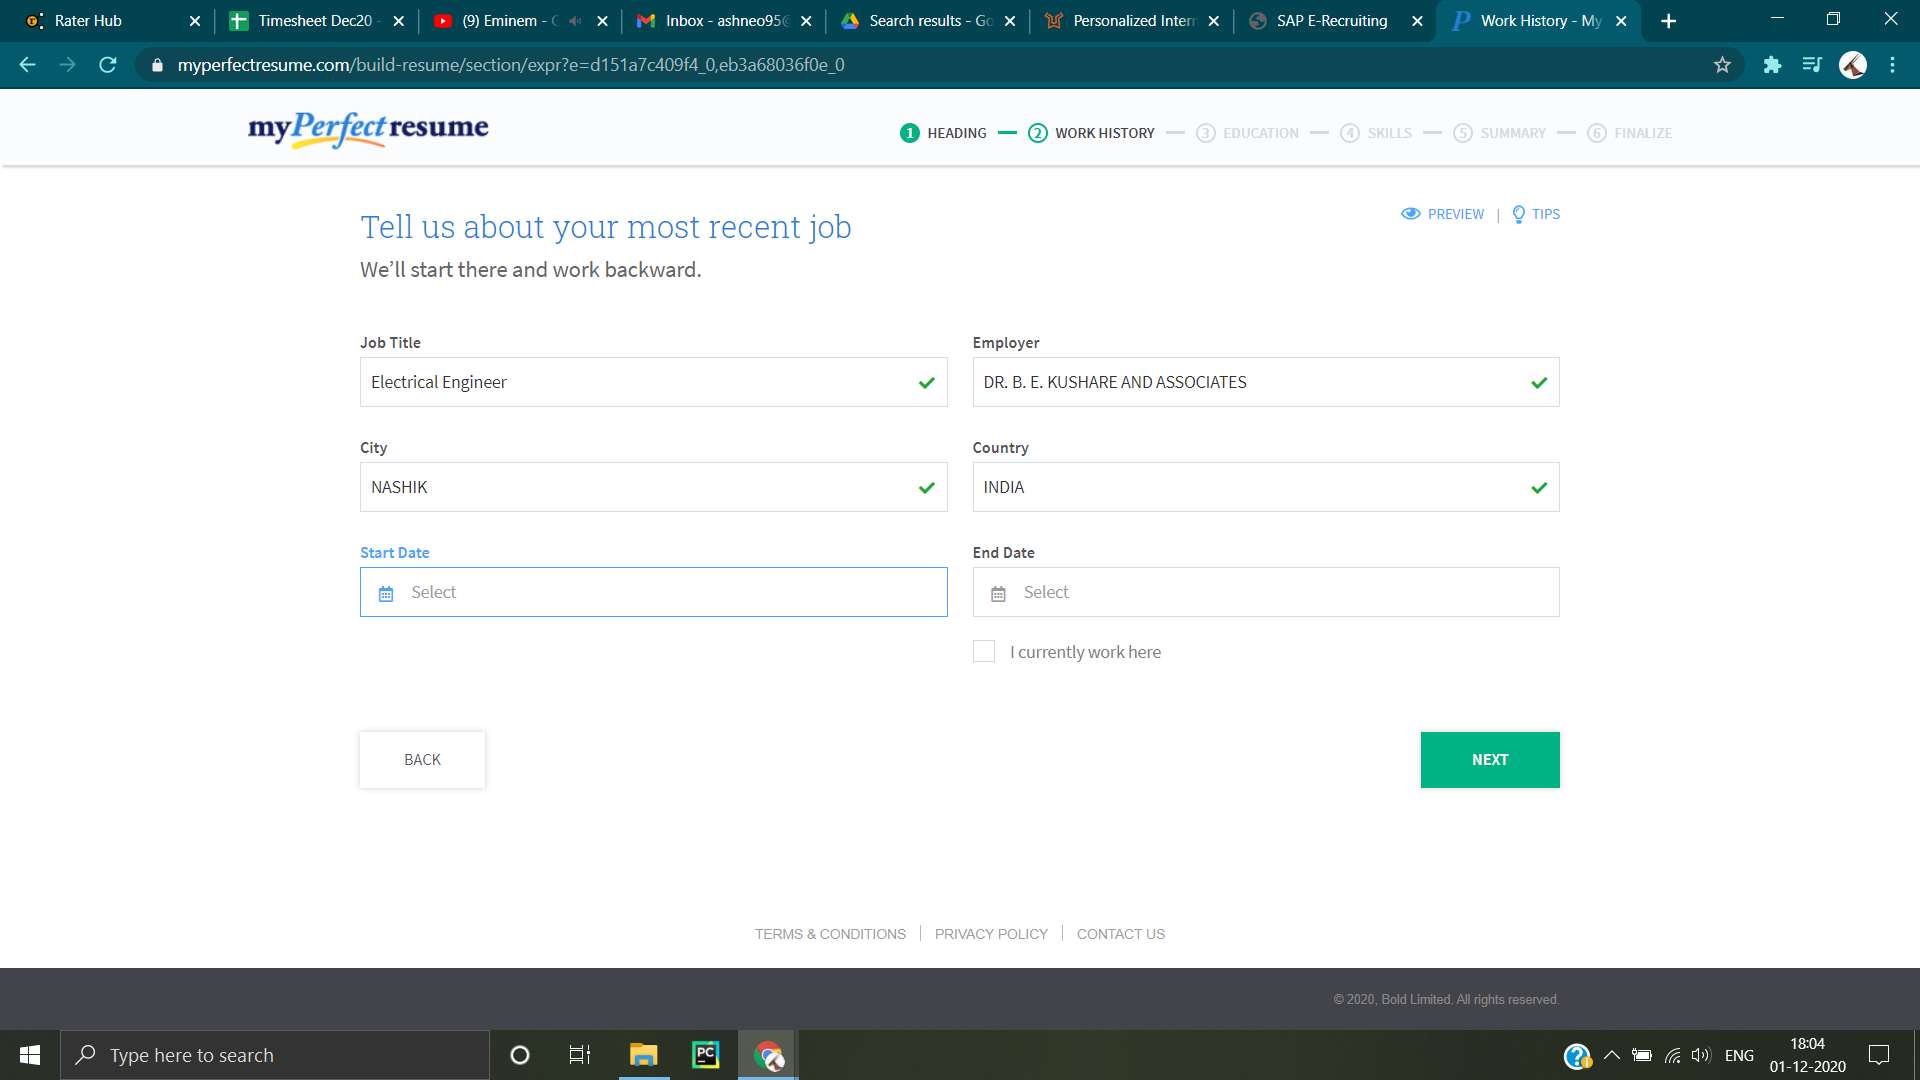 Rater Hub
Timesheet Dec20 -
(9) Eminem -
Inbox - ashneo95@
Search results - Go
Personalized Intern
SAP E-Recruiting
Work History - My
myperfectresume.com/build-resume/section/expr?e=d151a7c409f4_0,eb3a68036f0e_0
myPerfectresume
1 HEADING
2 WORK HISTORY
3 EDUCATION
4 SKILLS
5 SUMMARY
6 FINALIZE
Tell us about your most recent job
PREVIEW | TIPS
We'll start there and work backward.
Job Title
Employer
Electrical Engineer
DR. B. E. KUSHARE AND ASSOCIATES
City
Country
NASHIK
INDIA
Start Date
End Date
Select
Select
I currently work here
BACK
NEXT
TERMS & CONDITIONS
PRIVACY POLICY
CONTACT US
© 2020, Bold Limited. All rights reserved.
Type here to search
PC
ENG
18:04
01-12-2020